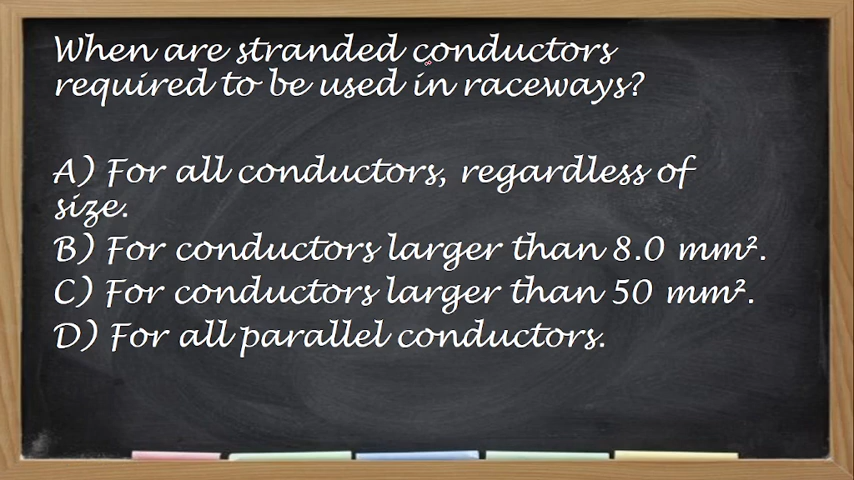 When are stranded conductors
required to be used in raceways?
A) For all conductors, regardless of
size.
B) For conductors larger than 8.0 mm².
C) For conductors larger than 50 mm².
D) For all parallel conductors.